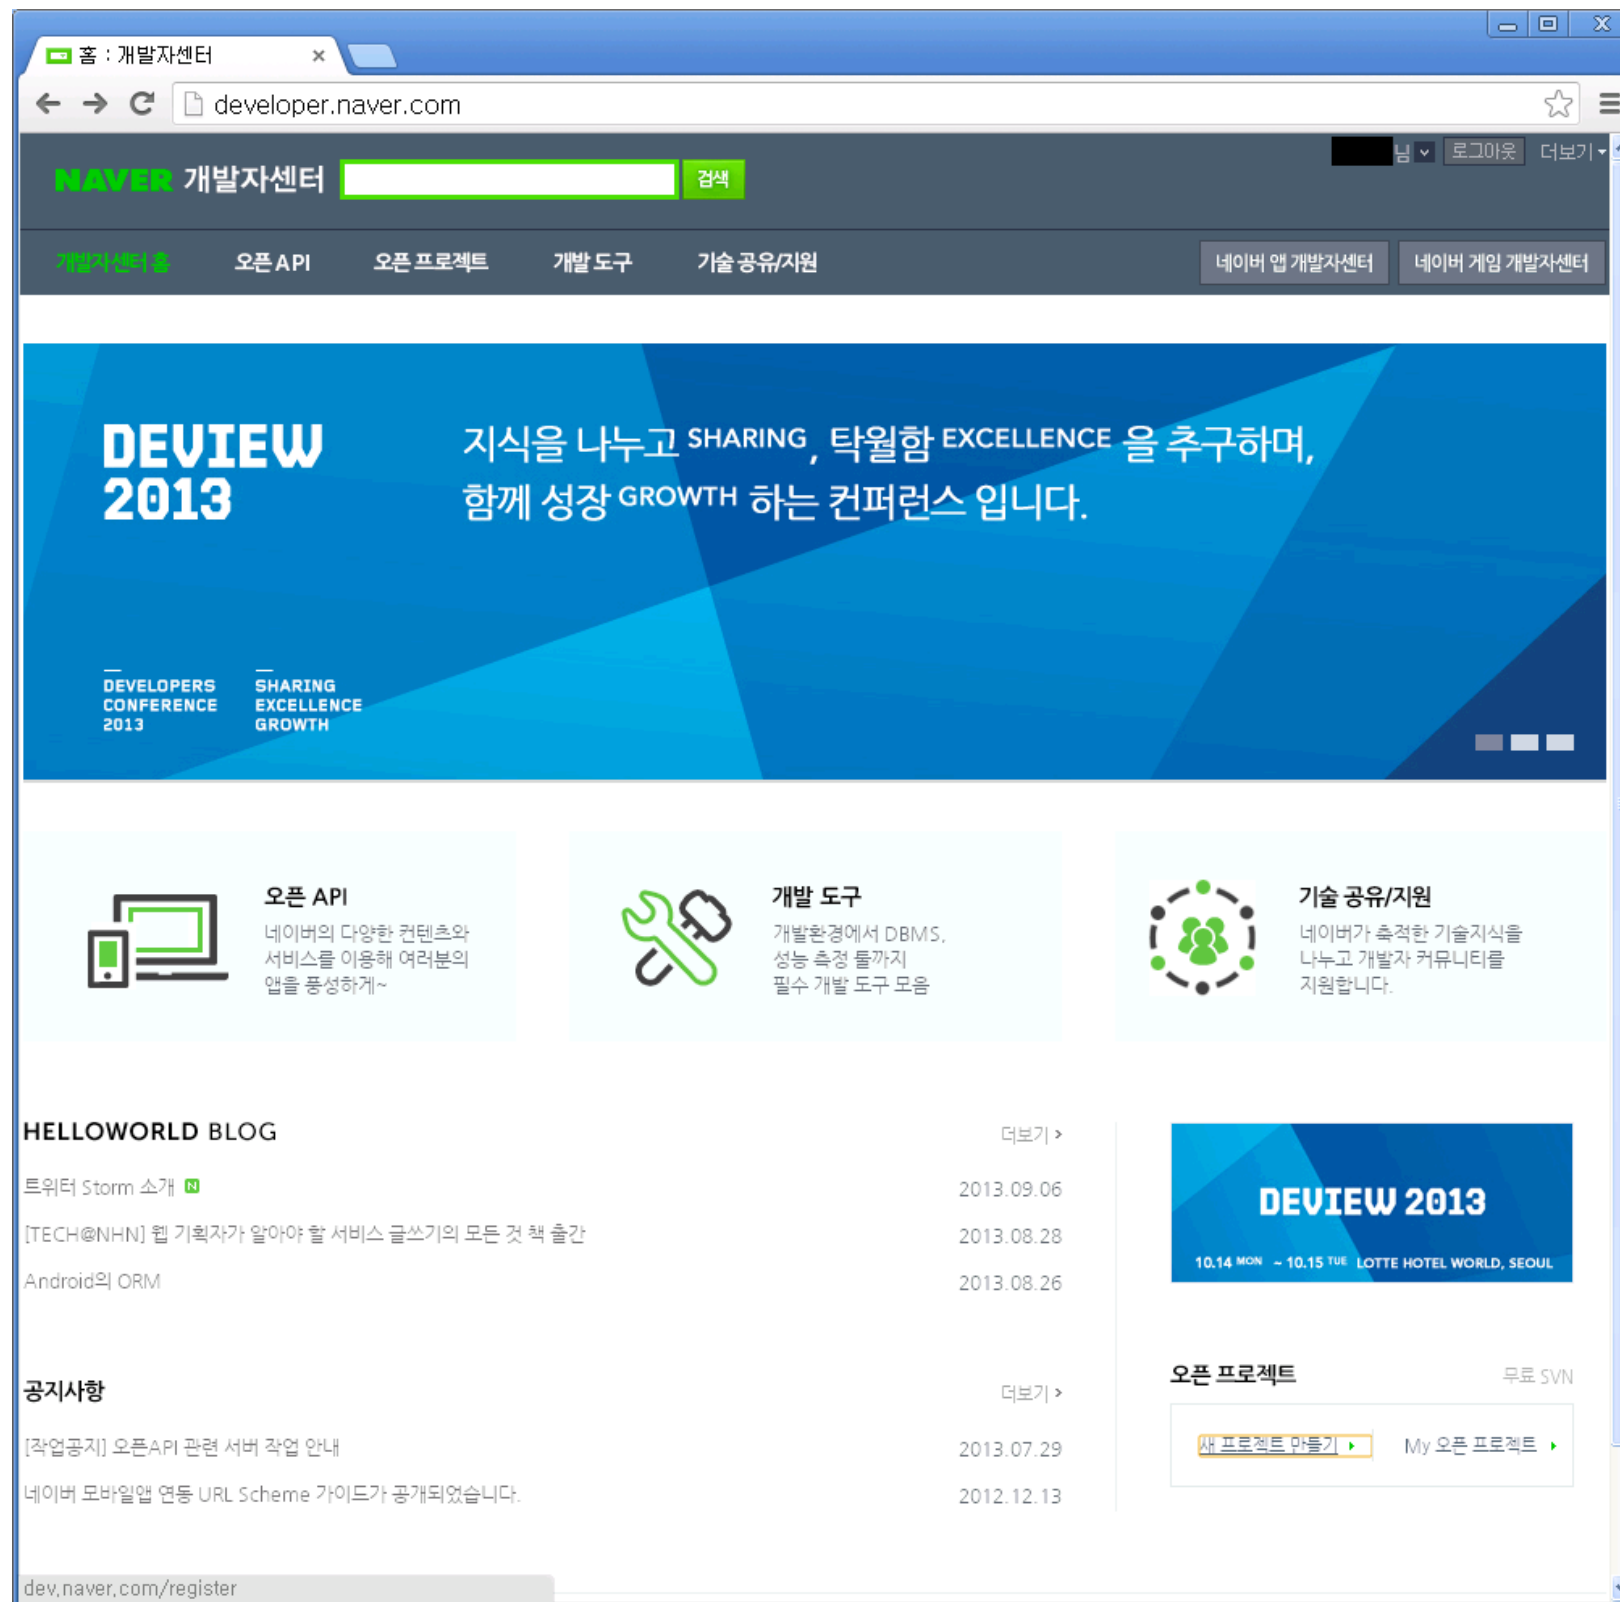 홈 : 개발자센터
developer.naver.com
님 로그아웃 더보기
NAVER 개발자센터 검색
개발자센터 홈 오픈 API 오픈 프로젝트 개발 도구 기술 공유/지원 네이버 앱 개발자센터 네이버 게임 개발자센터
DEVIEW
2013
지식을 나누고 SHARING, 탁월함 EXCELLENCE 을 추구하며,
함께 성장 GROWTH 하는 컨퍼런스 입니다.
DEVELOPERS
CONFERENCE
2013
SHARING
EXCELLENCE
GROWTH
오픈 API
네이버의 다양한 컨텐츠와
서비스를 이용해 여러분의
앱을 풍성하게~
개발 도구
개발환경에서 DBMS,
성능 측정 툴까지
필수 개발 도구 모음
기술 공유/지원
네이버가 축적한 기술지식을
나누고 개발자 커뮤니티를
지원합니다.
HELLOWORLD BLOG 더보기
트위터 Storm 소개 N 2013.09.06
[TECH@NHN] 웹 기획자가 알아야 할 서비스 글쓰기의 모든 것 책 출간 2013.08.28
Android의 ORM 2013.08.26
DEVIEW 2013
10.14 MON ~ 10.15 TUE LOTTE HOTEL WORLD, SEOUL
공지사항 더보기
[작업공지] 오픈API 관련 서버 작업 안내 2013.07.29
네이버 모바일앱 연동 URL Scheme 가이드가 공개되었습니다. 2012.12.13
오픈 프로젝트 무료 SVN
새 프로젝트 만들기 My 오픈 프로젝트
dev.naver.com/register